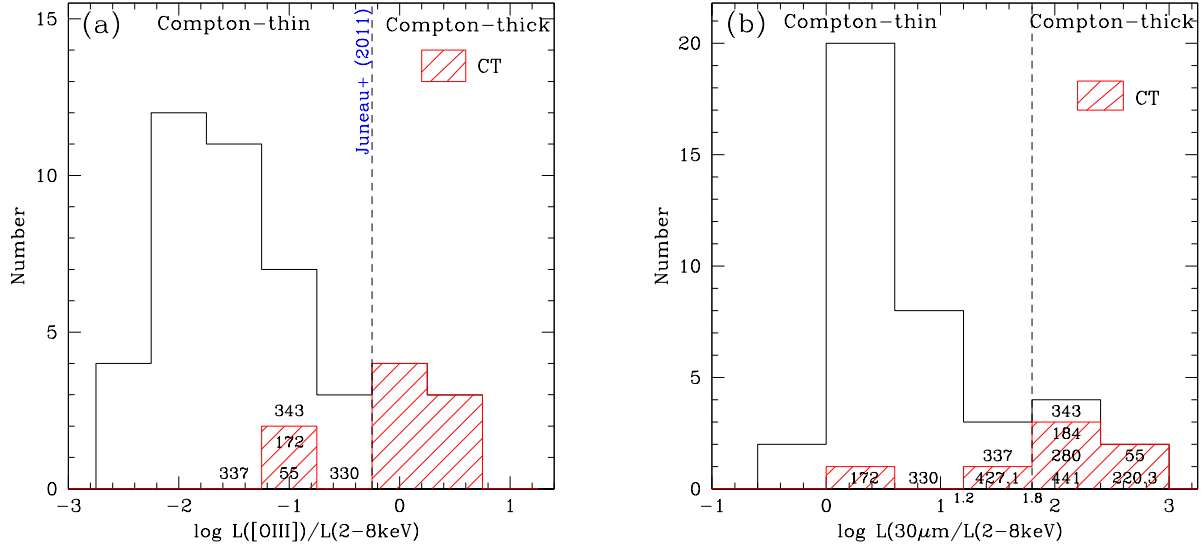 (a)
Compton-thin
Compton-thick
Juneau+ (2011)
CT
15
10
5
0
Number
343
172
337
55
330
-3
-2
-1
0
1
log L([OIII])/L(2-8keV)
(b)
Compton-thin
Compton-thick
CT
20
15
10
5
0
Number
343
184
337
280
55
172
330
427,1
441
220,3
-1
0
1
1.2
1.8
2
3
log L(30μm/L(2-8keV)